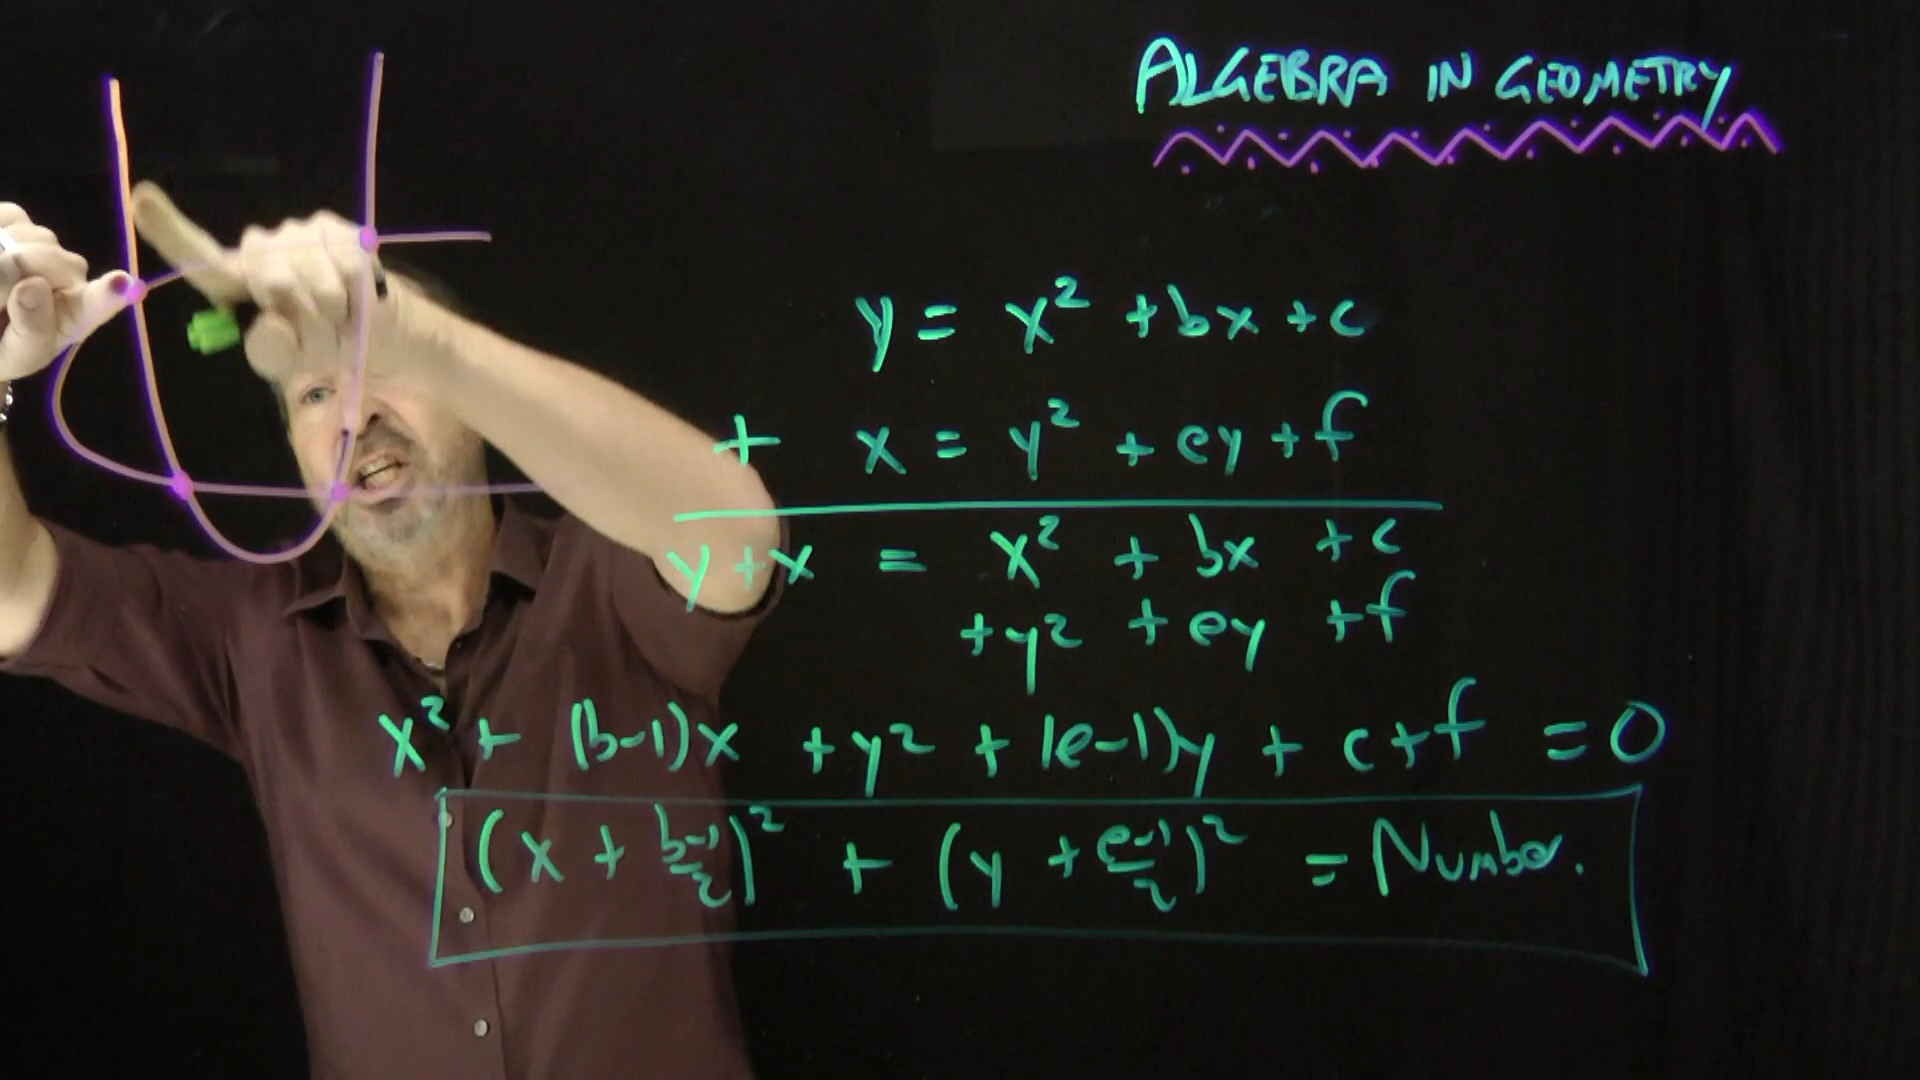 ALGEBRA IN GEOMETRY
y = x² + bx + c
+ x = y² + ey + f
y + x = x² + bx + c
+ y² + ey + f
x² + (b-1)x + y² + (e-1)y + c + f = 0
(x + b-1/2)² + (y + e-1/2)² = Number.